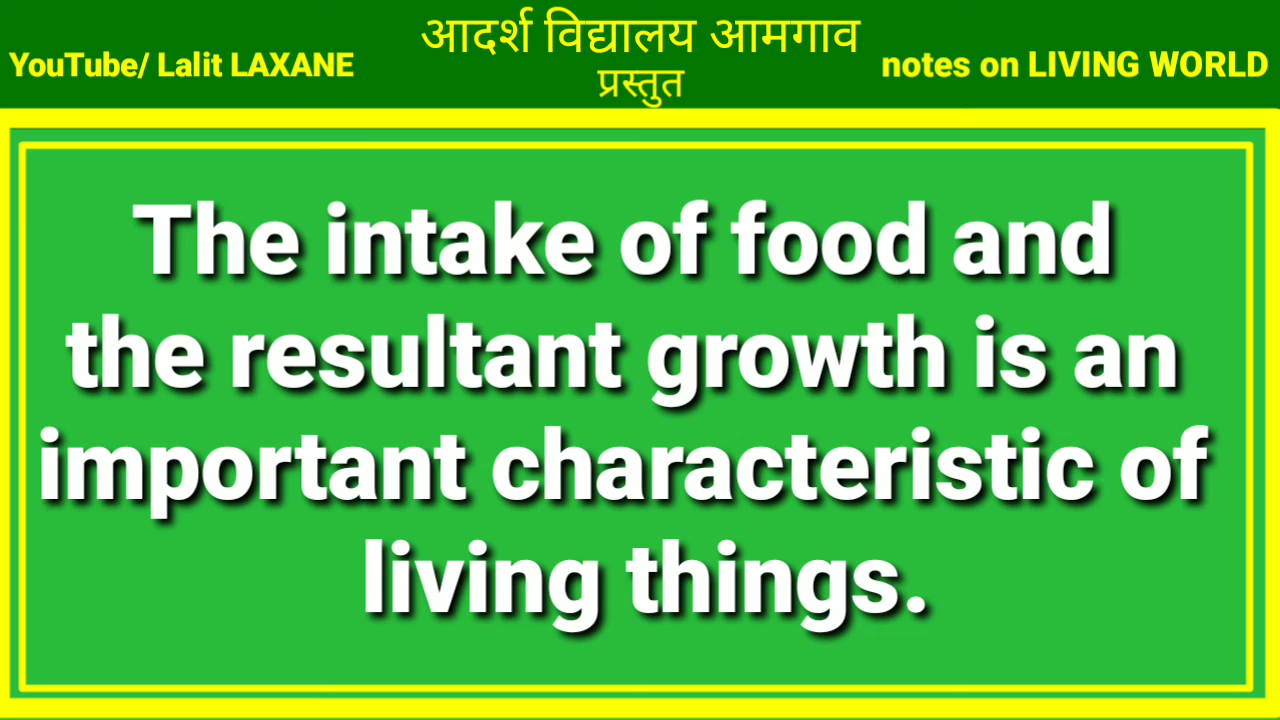 आदर्श विद्यालय आमगाव
YouTube/ Lalit LAXANE
प्रस्तुत
notes on LIVING WORLD
The intake of food and
the resultant growth is an
important characteristic of
living things.